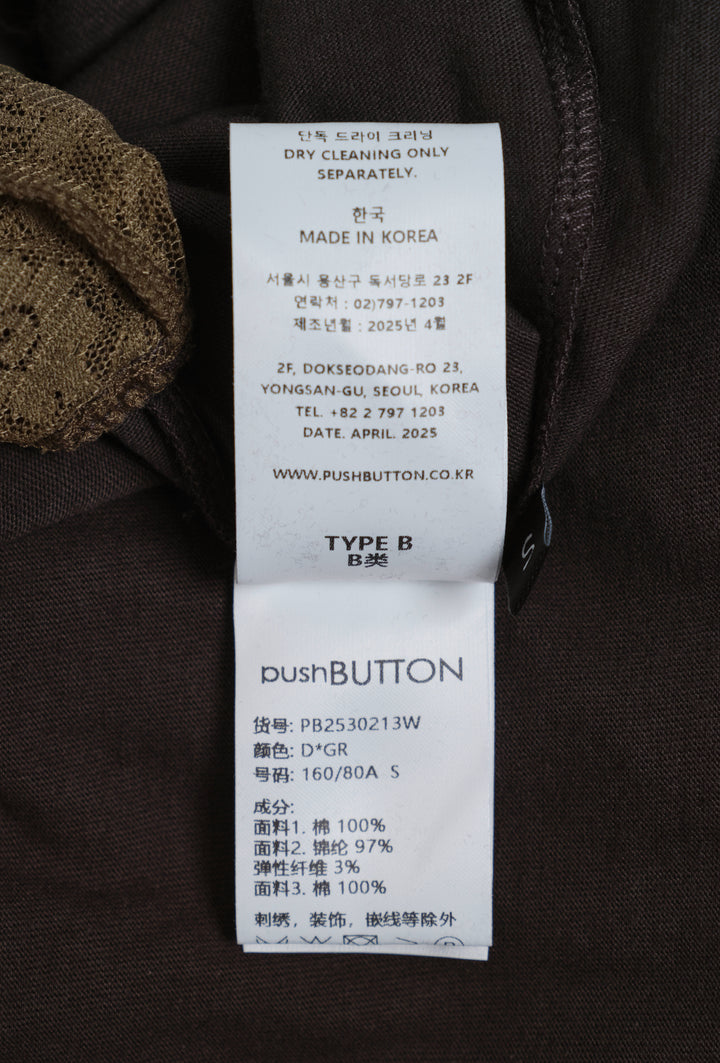 단독 드라이 크리닝
DRY CLEANING ONLY
SEPARATELY.
한국
MADE IN KOREA
서울시 용산구 독서당로 23 2F
연락처 : 02)797-1203
제조년월 : 2025년 4월
2F, DOKSEODANG-RO 23,
YONGSAN-GU, SEOUL, KOREA
TEL. +82 2 797 1203
DATE. APRIL. 2025
WWW.PUSHBUTTON.CO.KR
TYPE B
B类
pushBUTTON
货号: PB2530213W
颜色: D*GR
号码: 160/80A S
成分:
面料1. 棉 100%
面料2. 锦纶 97%
弹性纤维 3%
面料3. 棉 100%
刺绣，装饰，嵌线等除外
S